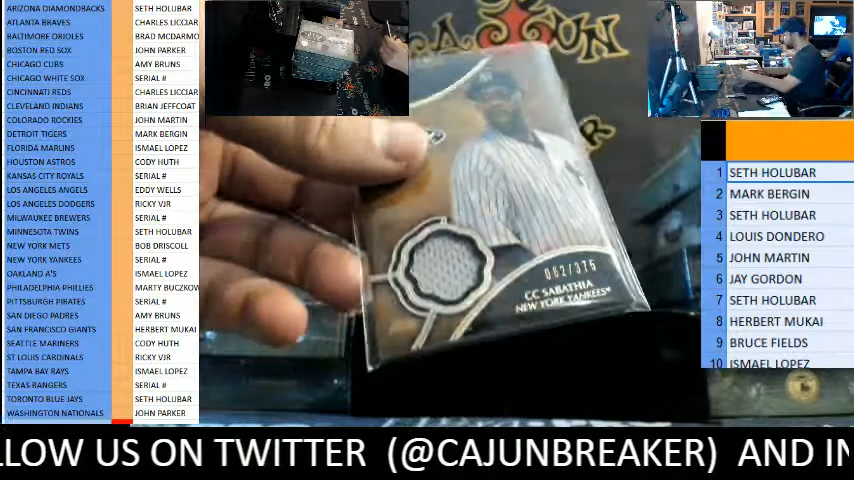 ARIZONA DIAMONDBACKS SETH HOLUBAR
ATLANTA BRAVES CHARLES LICCIAR
BALTIMORE ORIOLES BRAD MCDARMO
BOSTON RED SOX JOHN PARKER
CHICAGO CUBS AMY BRUNS
CHICAGO WHITE SOX SERIAL #
CINCINNATI REDS CHARLES LICCIAR
CLEVELAND INDIANS BRIAN JEFFCOAT
COLORADO ROCKIES JOHN MARTIN
DETROIT TIGERS MARK BERGIN
FLORIDA MARLINS ISMAEL LOPEZ
HOUSTON ASTROS CODY HUTH
KANSAS CITY ROYALS SERIAL #
LOS ANGELES ANGELS EDDY WELLS
LOS ANGELES DODGERS RICKY VJR
MILWAUKEE BREWERS SERIAL #
MINNESOTA TWINS SETH HOLUBAR
NEW YORK METS BOB DRISCOLL
NEW YORK YANKEES SERIAL #
OAKLAND A'S ISMAEL LOPEZ
PHILADELPHIA PHILLIES MARTY BUCZKOW
PITTSBURGH PIRATES SERIAL #
SAN DIEGO PADRES AMY BRUNS
SAN FRANCISCO GIANTS HERBERT MUKAI
SEATTLE MARINERS CODY HUTH
ST LOUIS CARDINALS RICKY VJR
TAMPA BAY RAYS ISMAEL LOPEZ
TEXAS RANGERS SERIAL #
TORONTO BLUE JAYS SETH HOLUBAR
WASHINGTON NATIONALS JOHN PARKER
062/375
CC SABATHIA
NEW YORK YANKEES
1 SETH HOLUBAR
2 MARK BERGIN
3 SETH HOLUBAR
4 LOUIS DONDERO
5 JOHN MARTIN
6 JAY GORDON
7 SETH HOLUBAR
8 HERBERT MUKAI
9 BRUCE FIELDS
10 ISMAEL LOPEZ
LLOW US ON TWITTER (@CAJUNBREAKER) AND IN